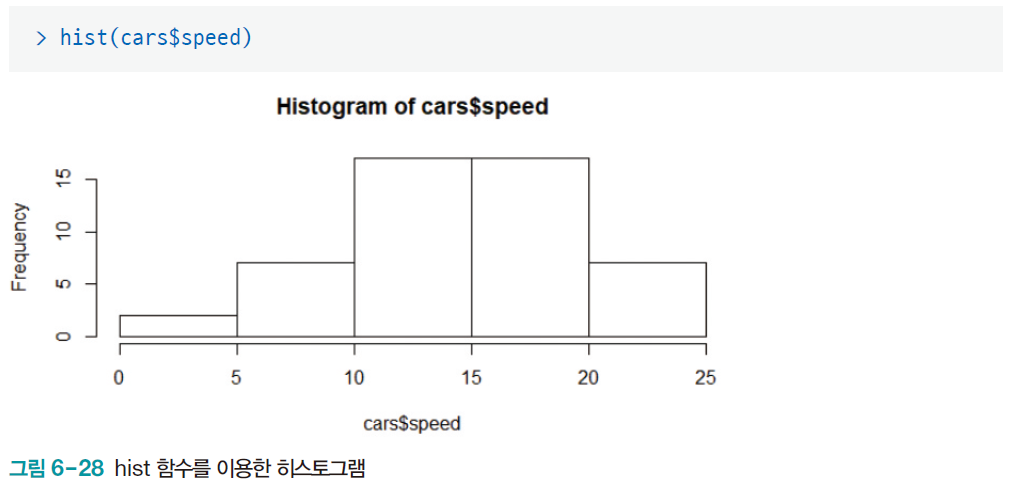 > hist(cars$speed)
Histogram of cars$speed
Frequency
15
10
5
0
0 5 10 15 20 25
cars$speed
그림 6-28 hist 함수를 이용한 히스토그램